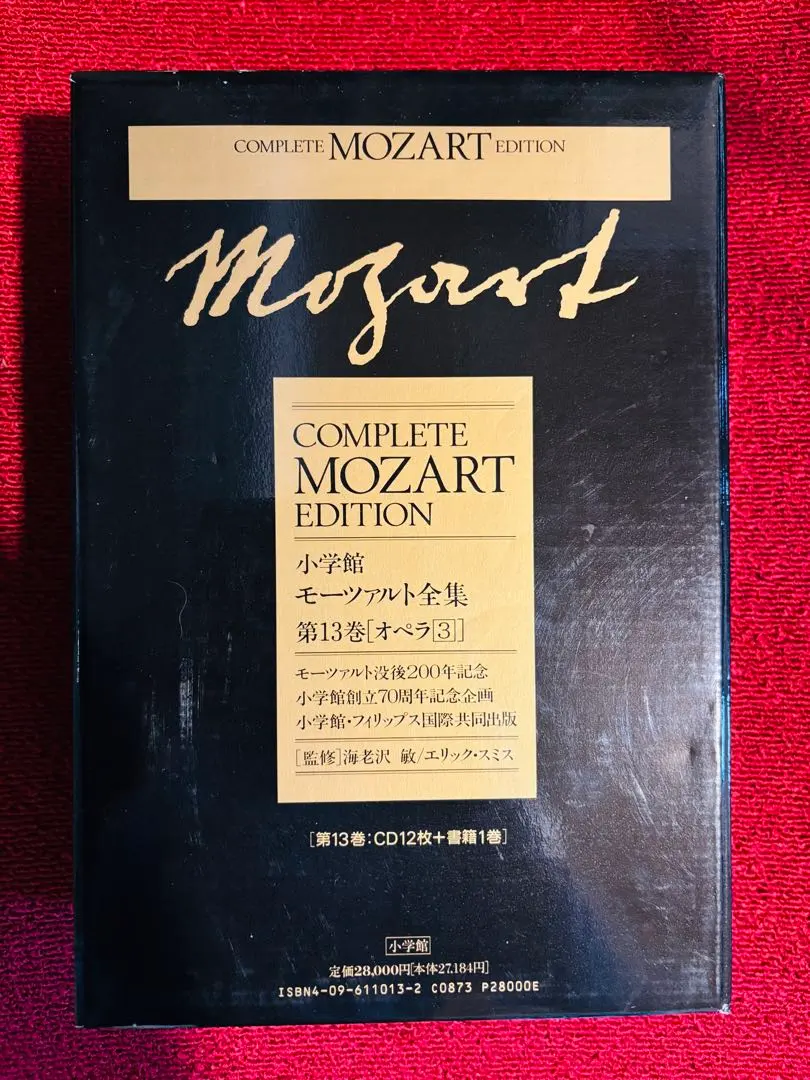 COMPLETE MOZART EDITION
Mozart
COMPLETE
MOZART
EDITION
小学館
モーツァルト全集
第13巻[オペラ3]
モーツァルト没後200年記念
小学館創立70周年記念企画
小学館・フィリップス国際共同出版
[監修]海老沢 敏/エリック・スミス
[第13巻:CD12枚+書籍1巻]
小学館
定価28,000円[本体27,184円]
ISBN4-09-611013-2 C0873 P28000E